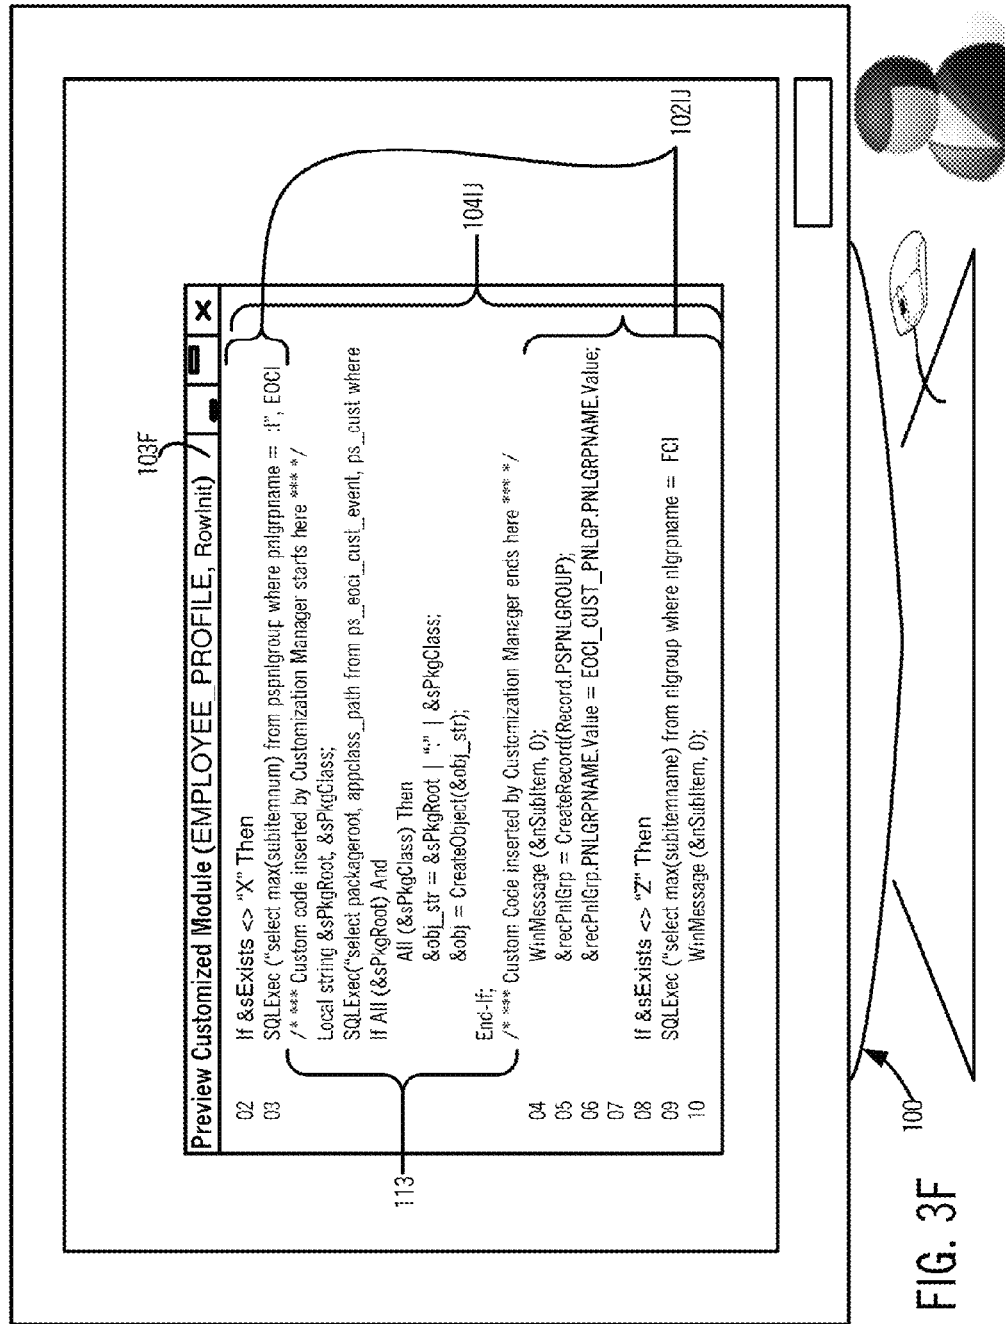 103F
Preview Customized Module (EMPLOYEE_PROFILE, RowInit)
02 If &sExists <> "X" Then
03 SQLExec ("select max(subitemnum) from pspnlgroup where pnlgrpname = :I", EOCI
/* *** Custom code inserted by Customization Manager starts here *** */
Local string &sPkgRoot, &sPkgClass;
SQLExec("select packageroot, appclass_path from ps_eoci_cust_event, ps_cust where
If All (&sPkgRoot) And
All (&sPkgClass) Then
&obj_str = &sPkgRoot | ":" | &sPkgClass;
&obj = CreateObject(&obj_str);
End-If;
/* *** Custom Code inserted by Customization Manager ends here *** */
04 WinMessage (&nSubItem, 0);
05 &recPnlGrp = CreateRecord(Record.PSPNLGROUP);
06 &recPnlGrp.PNLGRPNAME.Value = EOCI_CUST_PNLGP.PNLGRPNAME.Value;
07
08 If &sExists <> "Z" Then
09 SQLExec ("select max(subitemname) from nlgroup where nlgrpname = FCI
10 WinMessage (&nSubItem, 0);
113
104IJ
102IJ
100
FIG. 3F